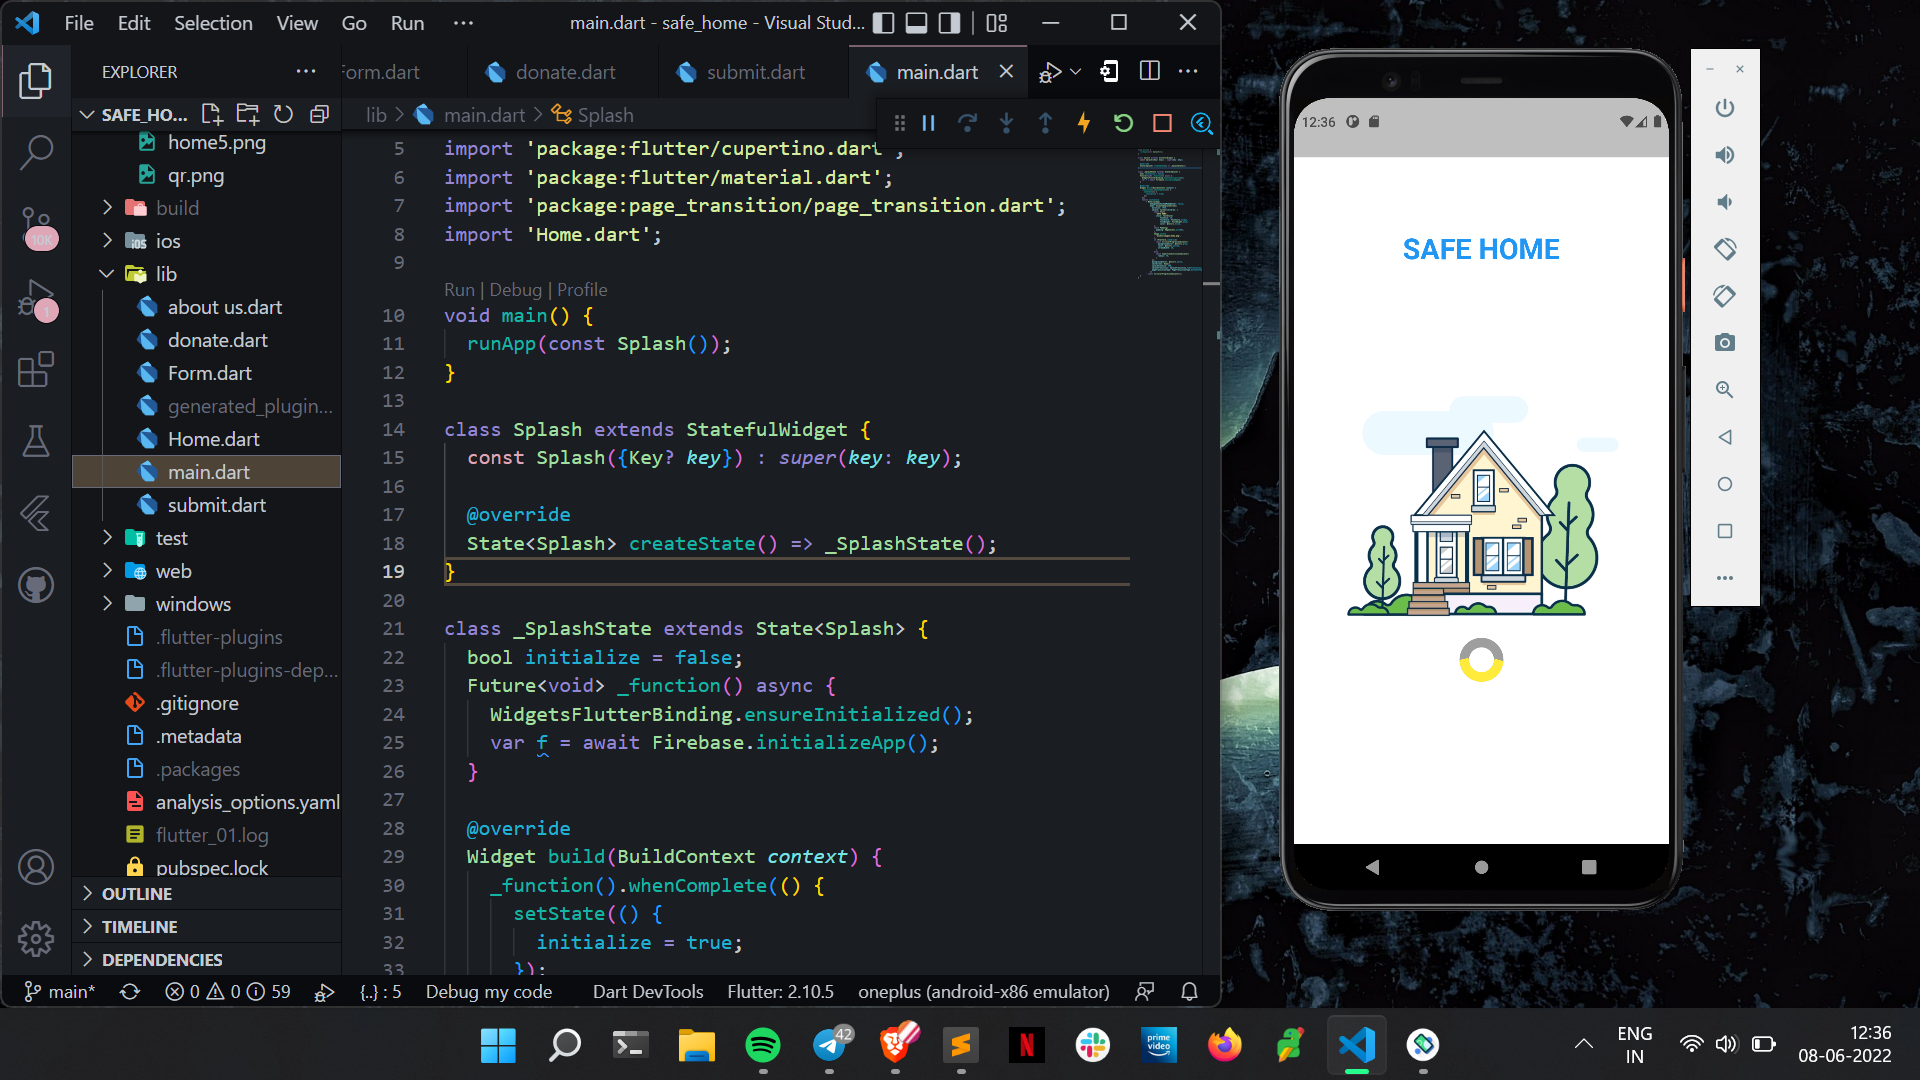 File Edit Selection View Go Run ··· main.dart - safe_home - Visual Stud...
EXPLORER ···
Form.dart donate.dart submit.dart main.dart
SAFE_HO...
lib > main.dart > Splash
home5.png
qr.png
build
ios
lib
about us.dart
donate.dart
Form.dart
generated_plugin...
Home.dart
main.dart
submit.dart
test
web
windows
.flutter-plugins
.flutter-plugins-dep...
.gitignore
.metadata
.packages
analysis_options.yaml
flutter_01.log
pubspec.lock
OUTLINE
TIMELINE
DEPENDENCIES
10K
1
5 import 'package:flutter/cupertino.dart';
6 import 'package:flutter/material.dart';
7 import 'package:page_transition/page_transition.dart';
8 import 'Home.dart';
9
Run | Debug | Profile
10 void main() {
11 runApp(const Splash());
12 }
13
14 class Splash extends StatefulWidget {
15 const Splash({Key? key}) : super(key: key);
16
17 @override
18 State<Splash> createState() => _SplashState();
19 }
20
21 class _SplashState extends State<Splash> {
22 bool initialize = false;
23 Future<void> _function() async {
24 WidgetsFlutterBinding.ensureInitialized();
25 var f = await Firebase.initializeApp();
26 }
27
28 @override
29 Widget build(BuildContext context) {
30 _function().whenComplete(() {
31 setState(() {
32 initialize = true;
33 });
main* 0 0 59 {..} : 5 Debug my code Dart DevTools Flutter: 2.10.5 oneplus (android-x86 emulator)
12:36
SAFE HOME
42
prime video
ENG
IN
12:36
08-06-2022